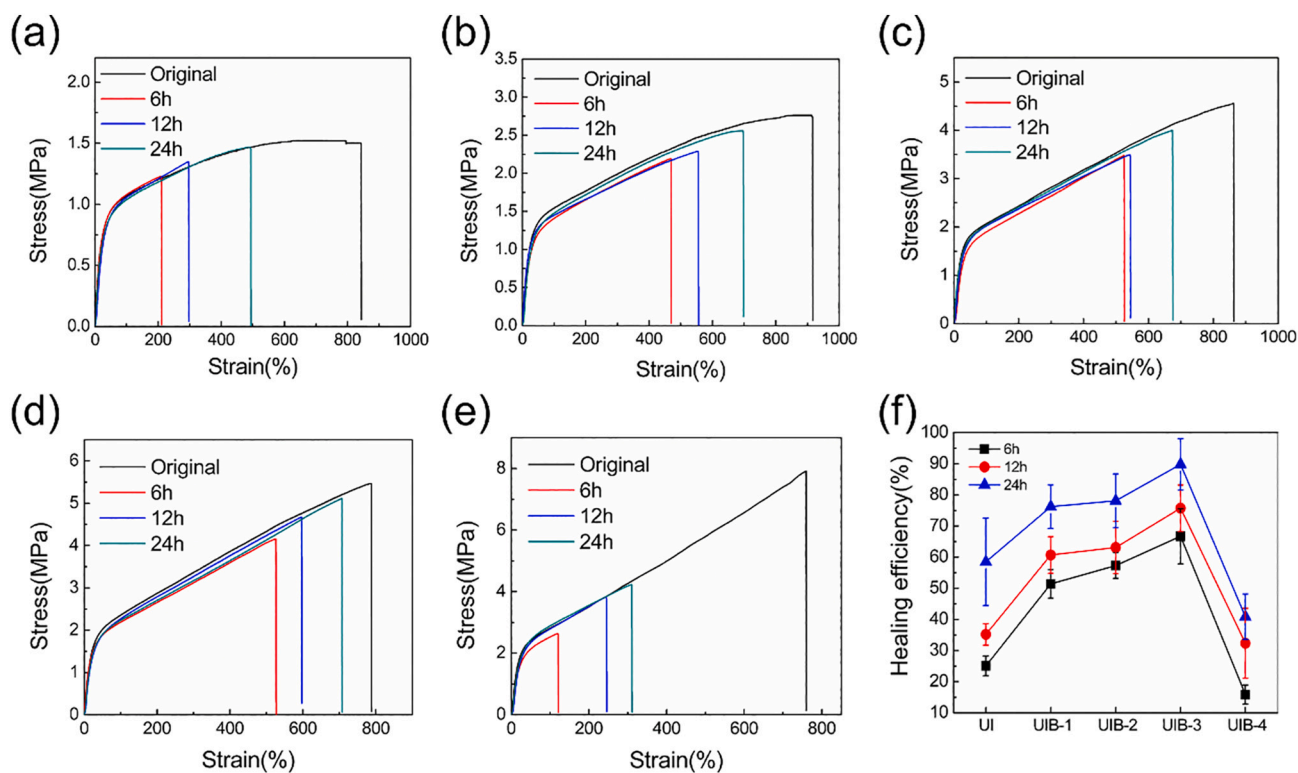 (a)
Stress(MPa)
2.0
1.5
1.0
0.5
0.0
Original
6h
12h
24h
0 200 400 600 800 1000
Strain(%)
(b)
Stress(MPa)
3.5
3.0
2.5
2.0
1.5
1.0
0.5
0.0
Original
6h
12h
24h
0 200 400 600 800 1000
Strain(%)
(c)
Stress(MPa)
5
4
3
2
1
0
Original
6h
12h
24h
0 200 400 600 800 1000
Strain(%)
(d)
Stress(MPa)
6
5
4
3
2
1
0
Original
6h
12h
24h
0 200 400 600 800
Strain(%)
(e)
Stress(MPa)
8
6
4
2
0
Original
6h
12h
24h
0 200 400 600 800
Strain(%)
(f)
Healing efficiency(%)
100
90
80
70
60
50
40
30
20
10
6h
12h
24h
UI UIB-1 UIB-2 UIB-3 UIB-4